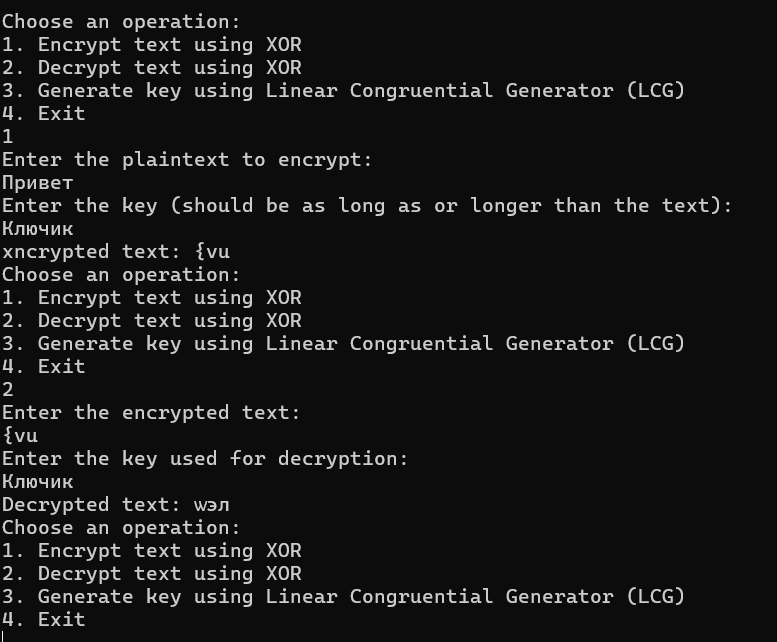 Choose an operation:
1. Encrypt text using XOR
2. Decrypt text using XOR
3. Generate key using Linear Congruential Generator (LCG)
4. Exit
1
Enter the plaintext to encrypt:
Привет
Enter the key (should be as long as or longer than the text):
Ключик
xncrypted text: {vu
Choose an operation:
1. Encrypt text using XOR
2. Decrypt text using XOR
3. Generate key using Linear Congruential Generator (LCG)
4. Exit
2
Enter the encrypted text:
{vu
Enter the key used for decryption:
Ключик
Decrypted text: wэл
Choose an operation:
1. Encrypt text using XOR
2. Decrypt text using XOR
3. Generate key using Linear Congruential Generator (LCG)
4. Exit